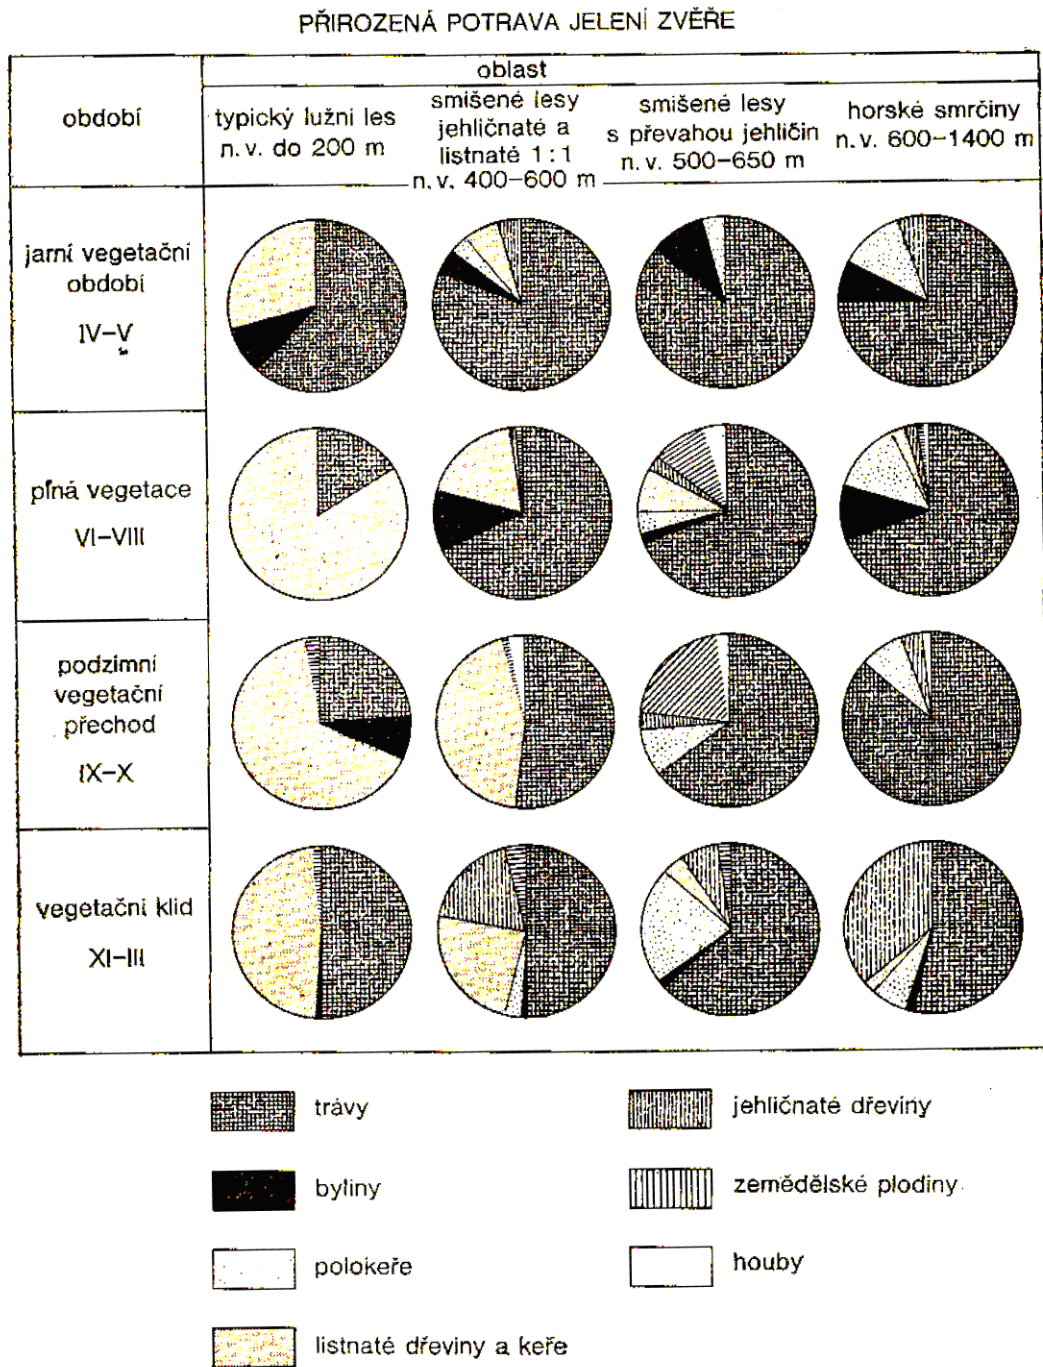 PŘIROZENÁ POTRAVA JELENÍ ZVĚŘE
oblast
období
typický lužní les
n. v. do 200 m
smíšené lesy
jehličnaté a
listnaté 1 : 1
n. v. 400–600 m
smíšené lesy
s převahou jehličin
n. v. 500–650 m
horské smrčiny
n. v. 600–1400 m
jarní vegetační
období
IV–V
plná vegetace
VI–VIII
podzimní
vegetační
přechod
IX–X
vegetační klid
XI–III
trávy
byliny
polokeře
listnaté dřeviny a keře
jehličnaté dřeviny
zemědělské plodiny
houby